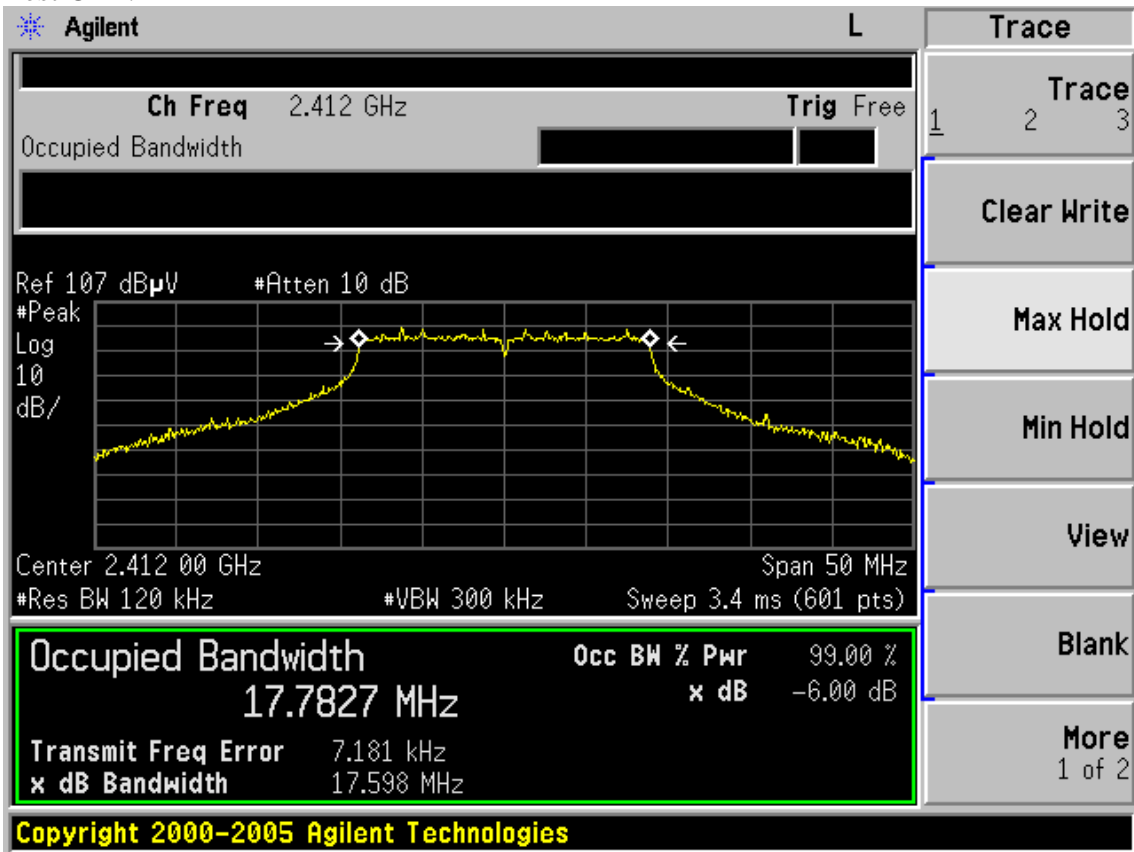 Agilent L Trace
Ch Freq 2.412 GHz Trig Free
Occupied Bandwidth
Trace
1 2 3
Clear Write
Max Hold
Min Hold
View
Blank
More
1 of 2
Ref 107 dBµV #Atten 10 dB
#Peak
Log
10
dB/
Center 2.412 00 GHz Span 50 MHz
#Res BW 120 kHz #VBW 300 kHz Sweep 3.4 ms (601 pts)
Occupied Bandwidth Occ BW % Pwr 99.00 %
17.7827 MHz x dB -6.00 dB
Transmit Freq Error 7.181 kHz
x dB Bandwidth 17.598 MHz
Copyright 2000-2005 Agilent Technologies